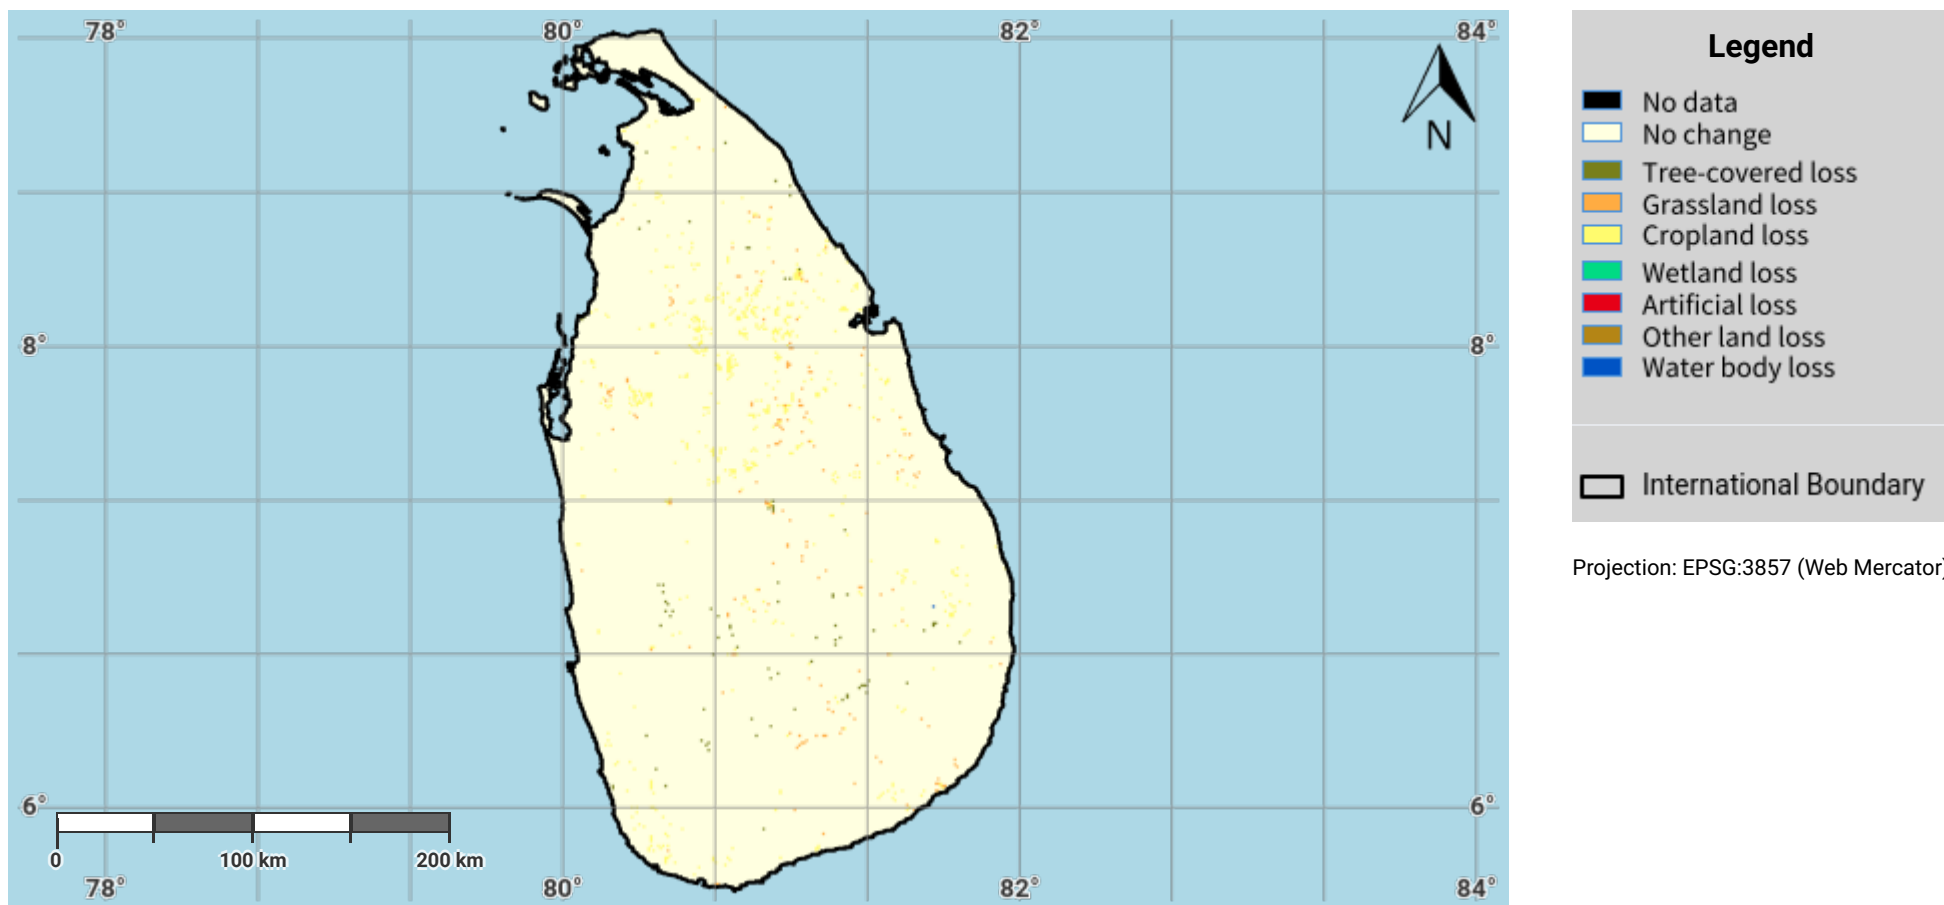 78° 80° 82° 84°
N
8° 8°
6° 6°
0 100 km 200 km
78° 80° 82° 84°
Legend
No data
No change
Tree-covered loss
Grassland loss
Cropland loss
Wetland loss
Artificial loss
Other land loss
Water body loss
International Boundary
Projection: EPSG:3857 (Web Mercator)